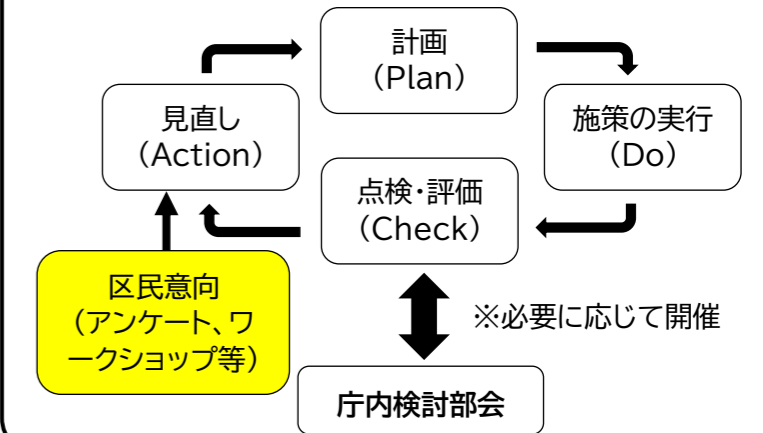 計画
(Plan)
見直し
(Action)
施策の実行
(Do)
点検・評価
(Check)
区民意向
(アンケート、ワ
ークショップ等)
※必要に応じて開催
庁内検討部会